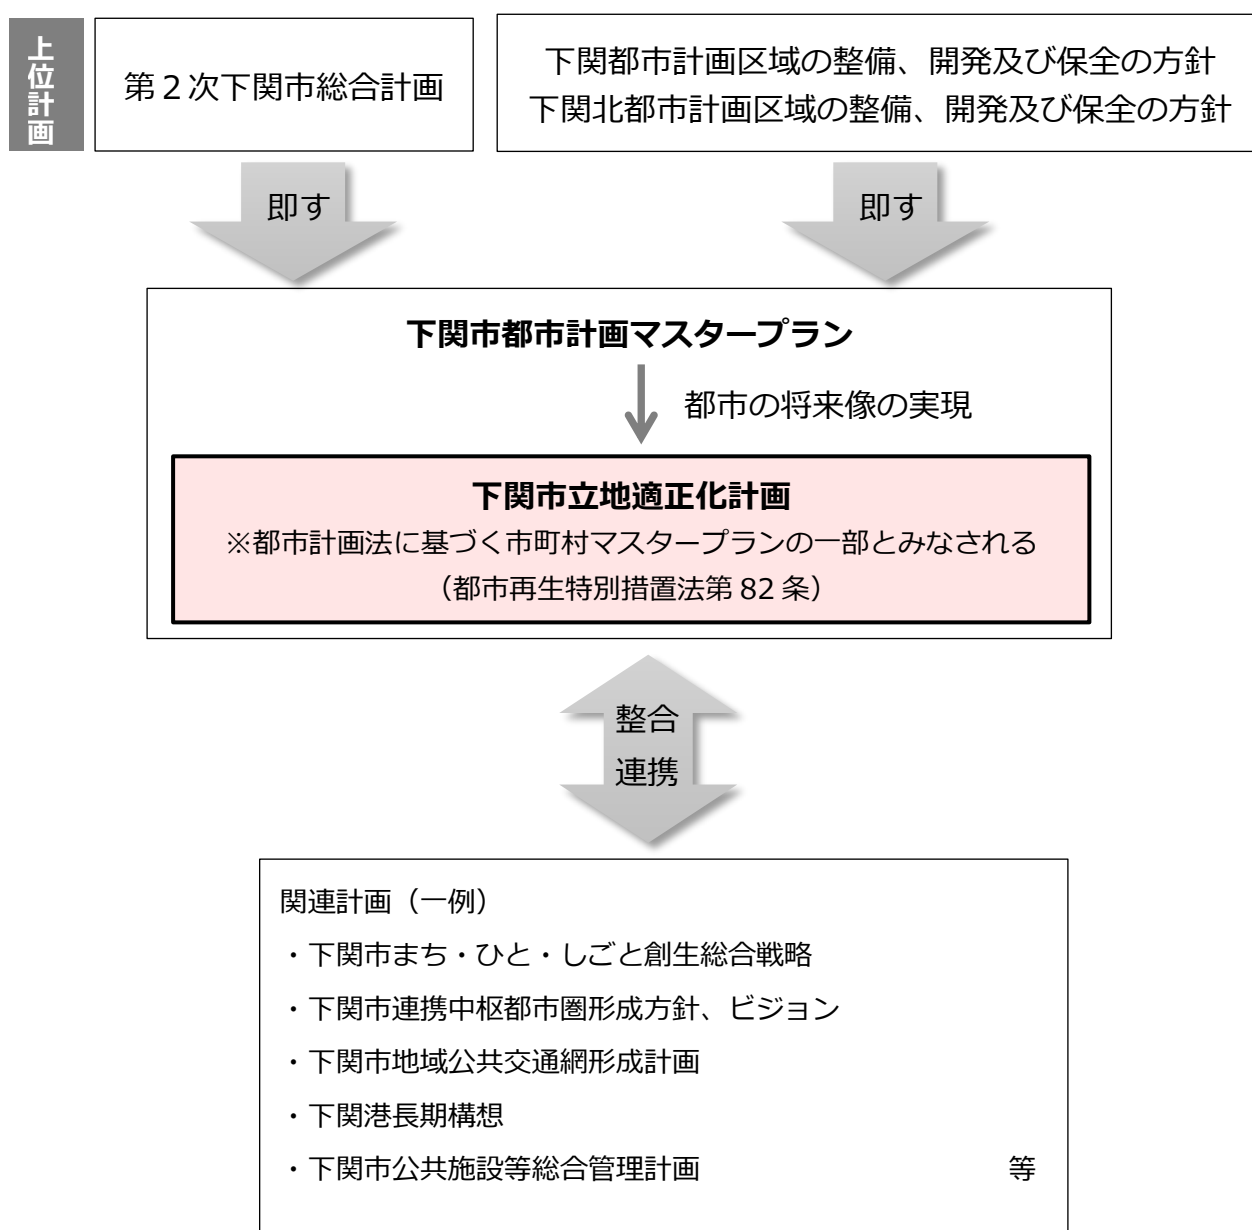 上位計画
第２次下関市総合計画
下関都市計画区域の整備、開発及び保全の方針
下関北都市計画区域の整備、開発及び保全の方針
即す
即す
下関市都市計画マスタープラン
都市の将来像の実現
下関市立地適正化計画
※都市計画法に基づく市町村マスタープランの一部とみなされる
（都市再生特別措置法第 82 条）
整合
連携
関連計画（一例）
・下関市まち・ひと・しごと創生総合戦略
・下関市連携中枢都市圏形成方針、ビジョン
・下関市地域公共交通網形成計画
・下関港長期構想
・下関市公共施設等総合管理計画 等